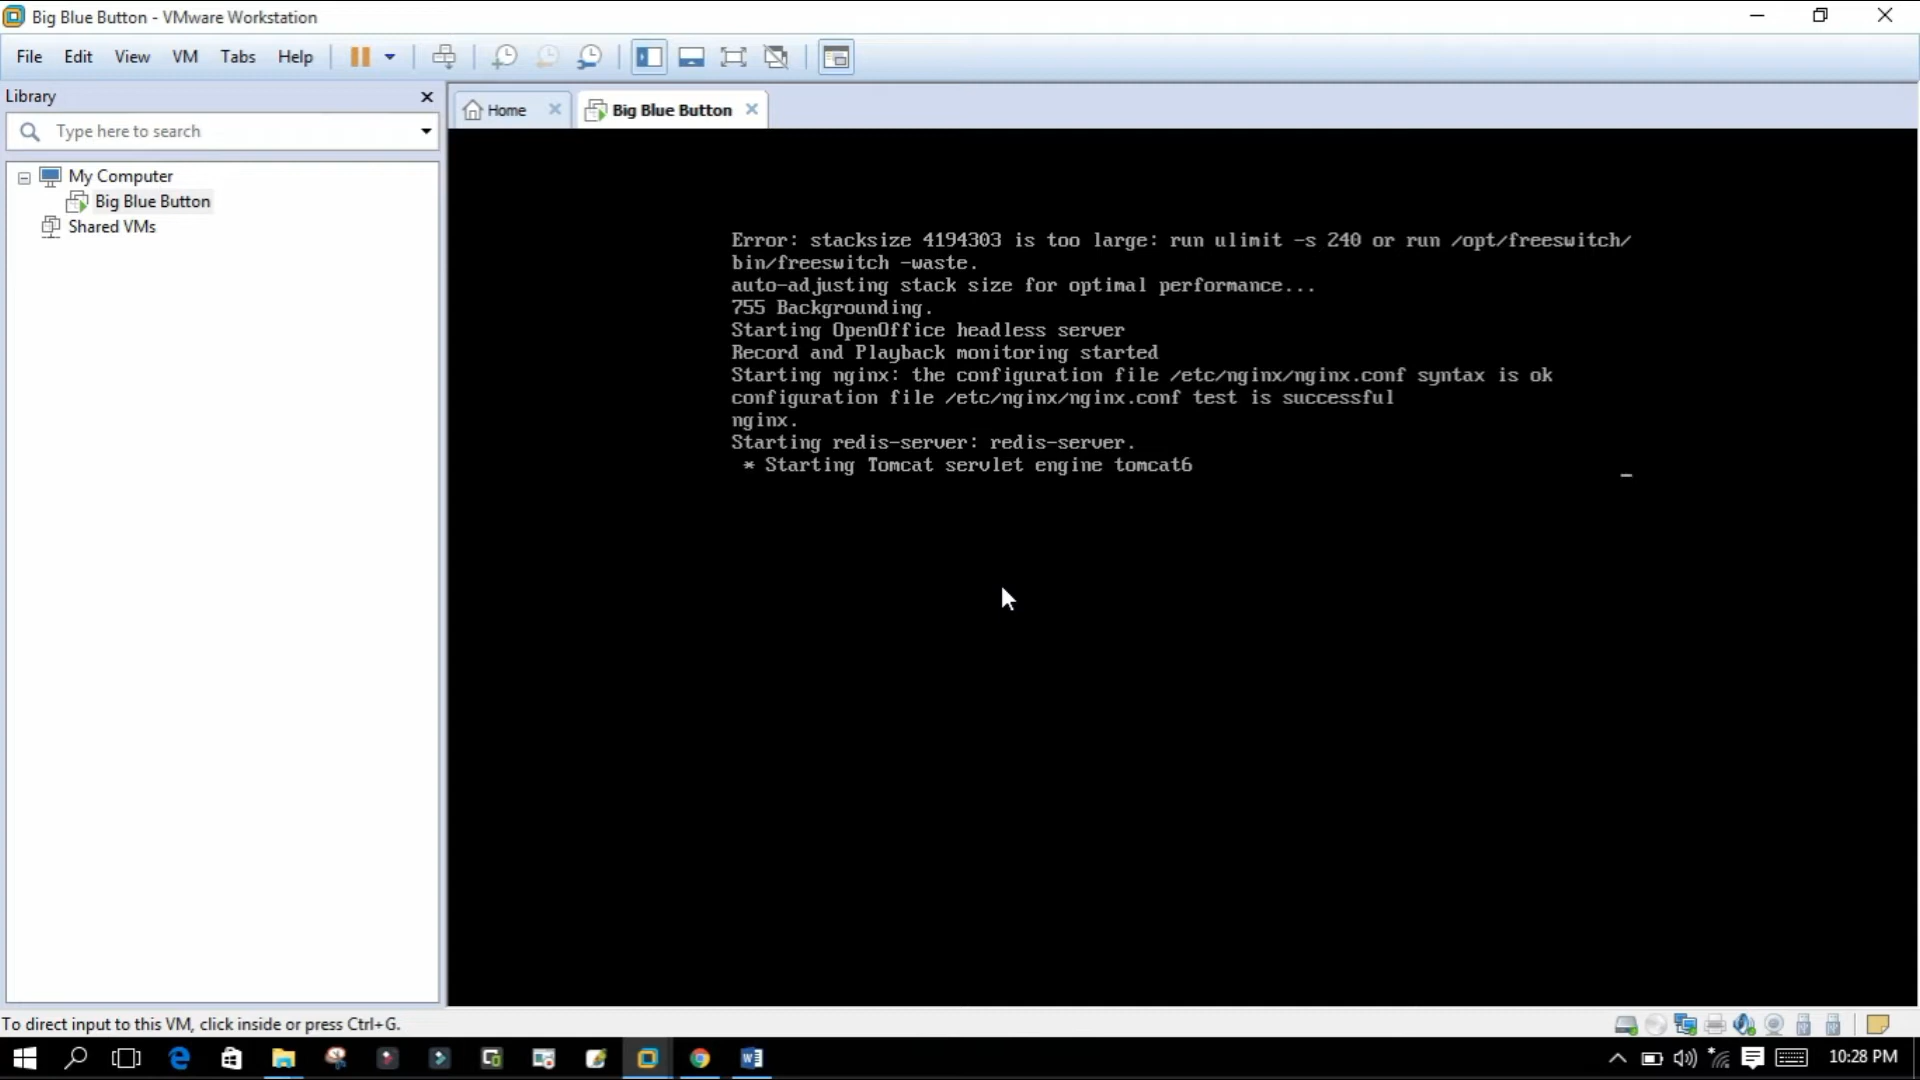 Big Blue Button - VMware Workstation
File Edit View VM Tabs Help
Library
Type here to search
My Computer
Big Blue Button
Shared VMs
Home
Big Blue Button
Error: stacksize 4194303 is too large: run ulimit -s 240 or run /opt/freeswitch/
bin/freeswitch -waste.
auto-adjusting stack size for optimal performance...
755 Backgrounding.
Starting OpenOffice headless server
Record and Playback monitoring started
Starting nginx: the configuration file /etc/nginx/nginx.conf syntax is ok
configuration file /etc/nginx/nginx.conf test is successful
nginx.
Starting redis-server: redis-server.
* Starting Tomcat servlet engine tomcat6
To direct input to this VM, click inside or press Ctrl+G.
10:28 PM